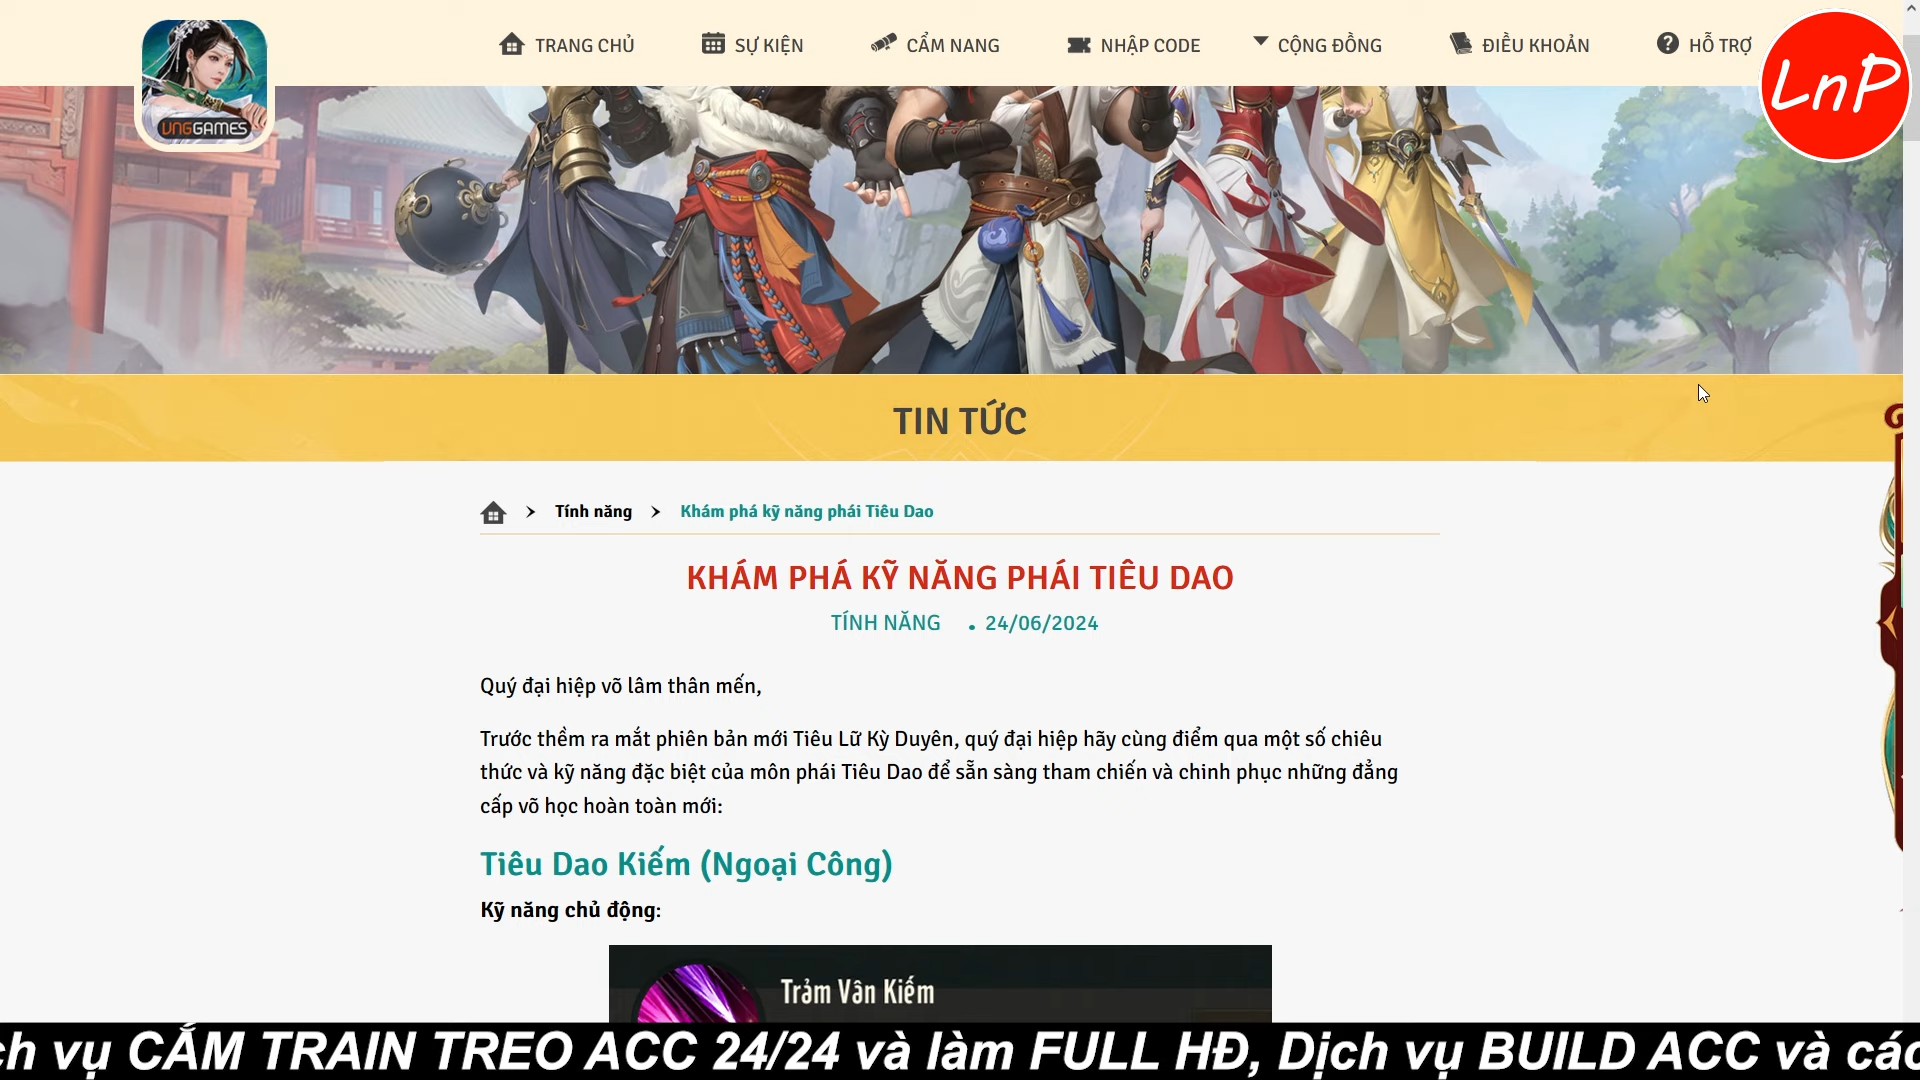 TRANG CHỦ
SỰ KIỆN
CẨM NANG
NHẬP CODE
CỘNG ĐỒNG
ĐIỀU KHOẢN
HỖ TRỢ
LnP
VNGGAMES
TIN TỨC
Tính năng
Khám phá kỹ năng phái Tiêu Dao
KHÁM PHÁ KỸ NĂNG PHÁI TIÊU DAO
TÍNH NĂNG . 24/06/2024
Quý đại hiệp võ lâm thân mến,
Trước thềm ra mắt phiên bản mới Tiêu Lữ Kỳ Duyên, quý đại hiệp hãy cùng điểm qua một số chiêu
thức và kỹ năng đặc biệt của môn phái Tiêu Dao để sẵn sàng tham chiến và chinh phục những đẳng
cấp võ học hoàn toàn mới:
Tiêu Dao Kiếm (Ngoại Công)
Kỹ năng chủ động:
Trảm Vân Kiếm
ch vụ CẮM TRAIN TREO ACC 24/24 và làm FULL HĐ, Dịch vụ BUILD ACC và các